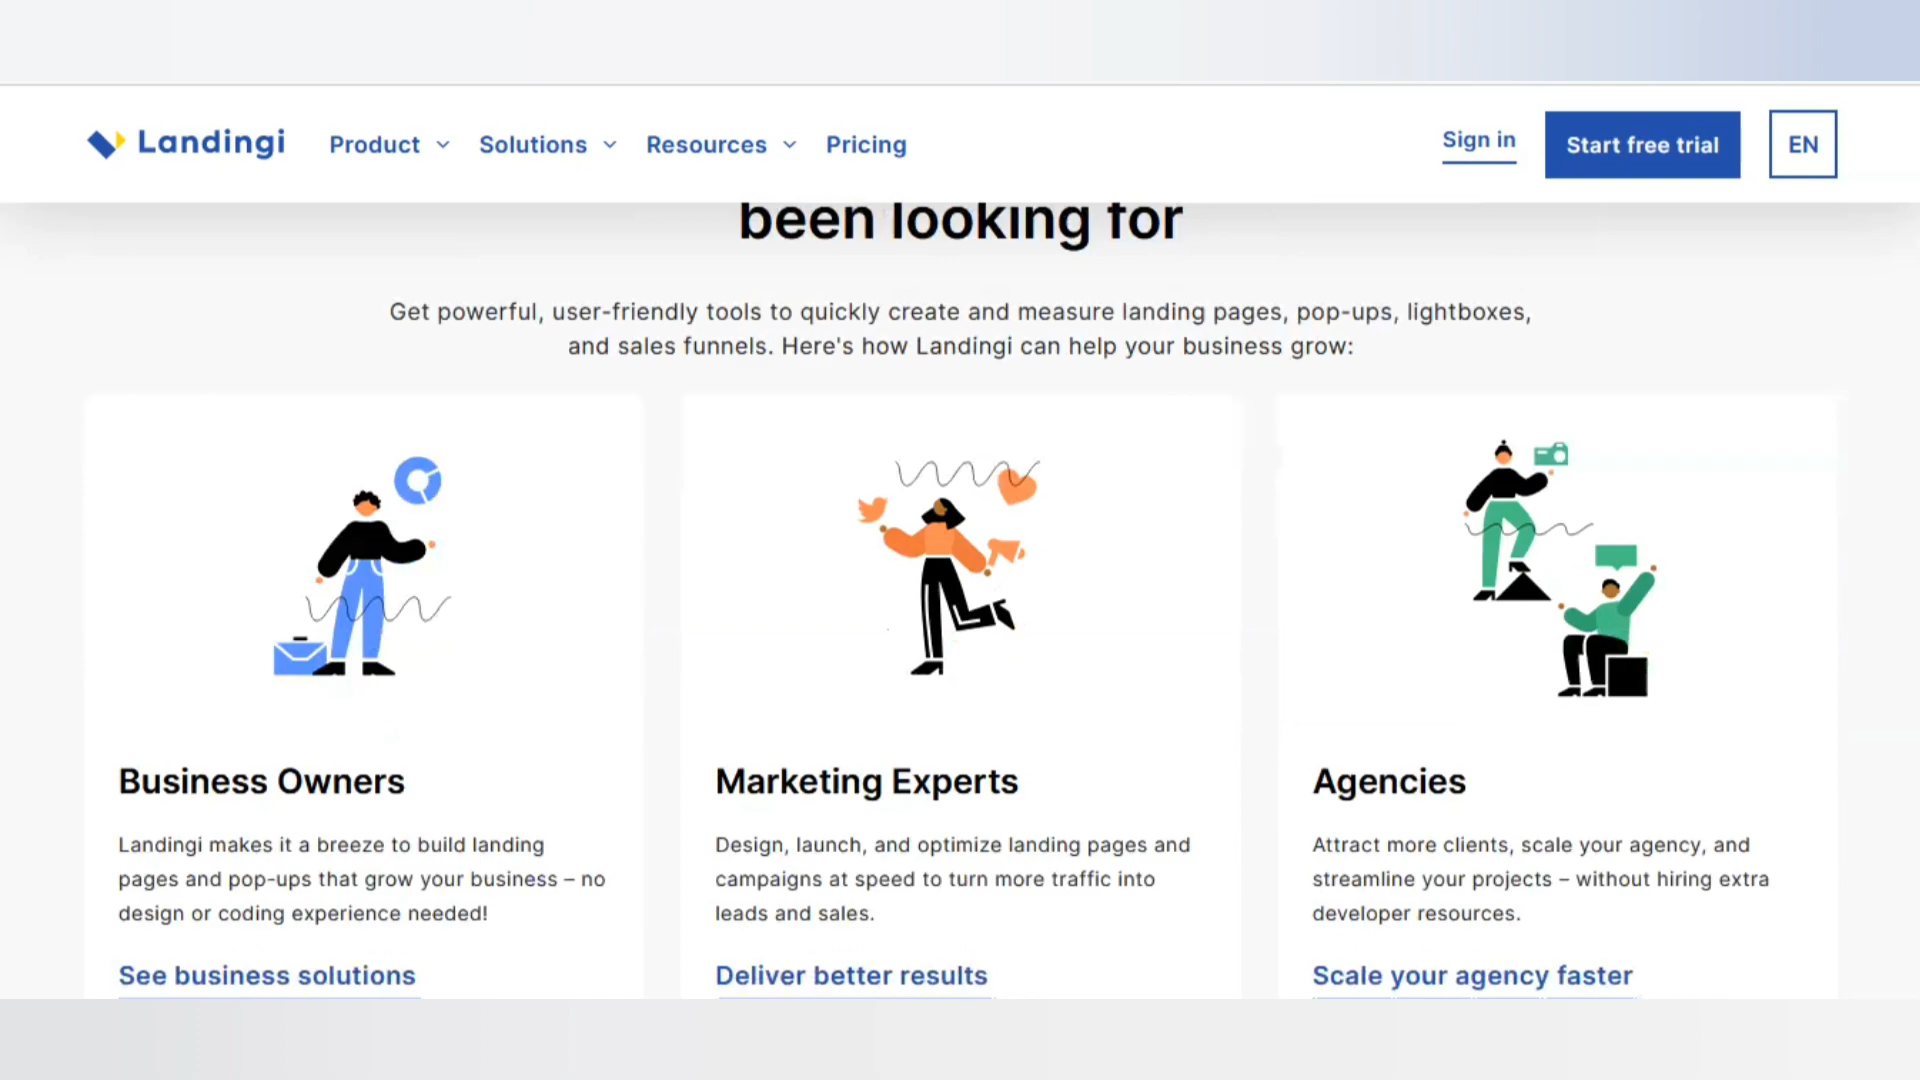 Landingi Product Solutions Resources Pricing Sign in Start free trial EN
been looking for
Get powerful, user-friendly tools to quickly create and measure landing pages, pop-ups, lightboxes,
and sales funnels. Here's how Landingi can help your business grow:
Business Owners
Landingi makes it a breeze to build landing
pages and pop-ups that grow your business – no
design or coding experience needed!
See business solutions
Marketing Experts
Design, launch, and optimize landing pages and
campaigns at speed to turn more traffic into
leads and sales.
Deliver better results
Agencies
Attract more clients, scale your agency, and
streamline your projects – without hiring extra
developer resources.
Scale your agency faster